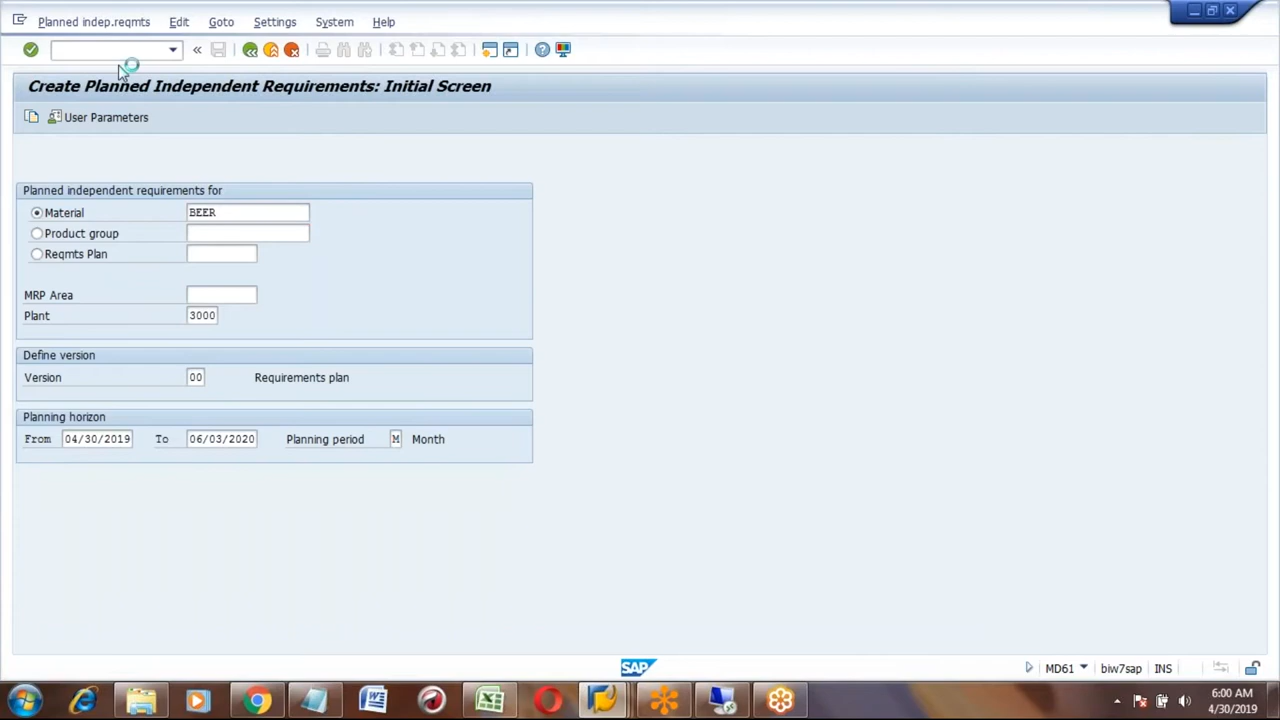 Planned indep.reqmts Edit Goto Settings System Help
Create Planned Independent Requirements: Initial Screen
User Parameters
Planned independent requirements for
Material BEER
Product group
Reqmts Plan
MRP Area
Plant 3000
Define version
Version 00 Requirements plan
Planning horizon
From 04/30/2019 To 06/03/2020 Planning period M Month
SAP MD61 biw7sap INS
6:00 AM
4/30/2019